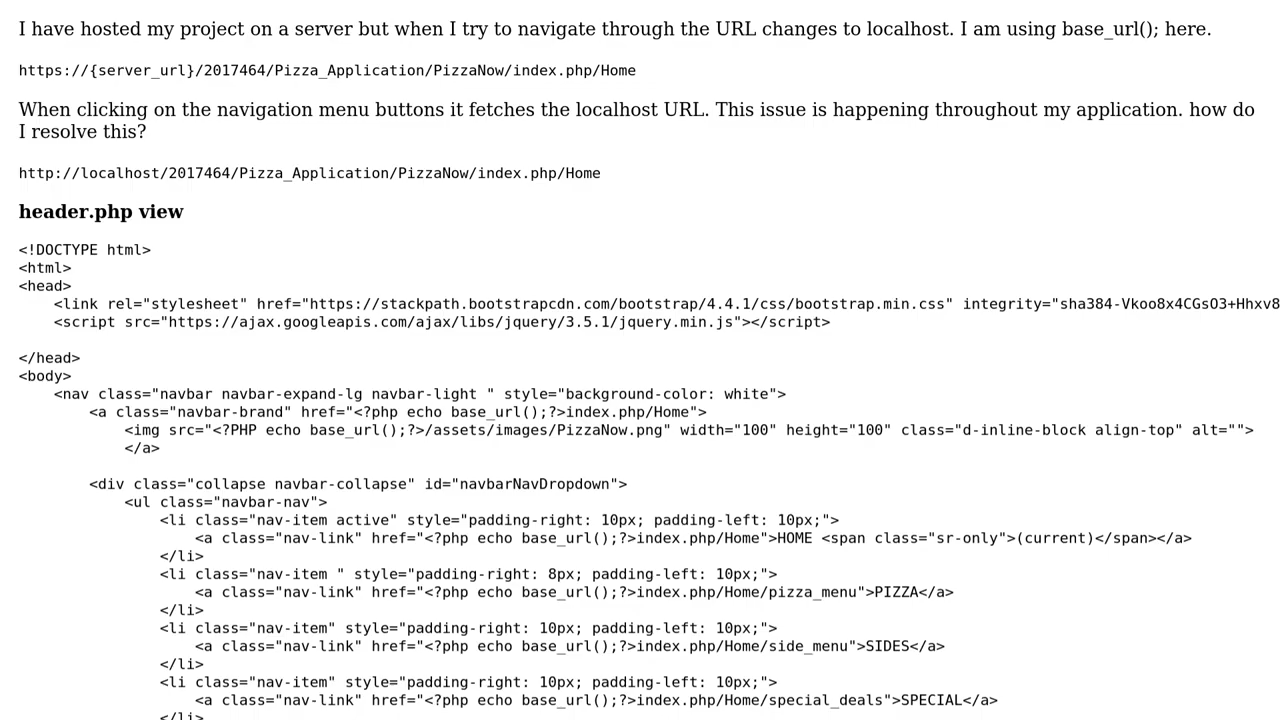 I have hosted my project on a server but when I try to navigate through the URL changes to localhost. I am using base_url(); here.
https://{server_url}/2017464/Pizza_Application/PizzaNow/index.php/Home
When clicking on the navigation menu buttons it fetches the localhost URL. This issue is happening throughout my application. how do
I resolve this?
http://localhost/2017464/Pizza_Application/PizzaNow/index.php/Home
header.php view
<!DOCTYPE html>
<html>
<head>
    <link rel="stylesheet" href="https://stackpath.bootstrapcdn.com/bootstrap/4.4.1/css/bootstrap.min.css" integrity="sha384-Vkoo8x4CGsO3+Hhxv8
    <script src="https://ajax.googleapis.com/ajax/libs/jquery/3.5.1/jquery.min.js"></script>
</head>
<body>
    <nav class="navbar navbar-expand-lg navbar-light " style="background-color: white">
        <a class="navbar-brand" href="<?php echo base_url();?>index.php/Home">
            <img src="<?PHP echo base_url();?>/assets/images/PizzaNow.png" width="100" height="100" class="d-inline-block align-top" alt="">
            </a>
        <div class="collapse navbar-collapse" id="navbarNavDropdown">
            <ul class="navbar-nav">
                <li class="nav-item active" style="padding-right: 10px; padding-left: 10px;">
                    <a class="nav-link" href="<?php echo base_url();?>index.php/Home">HOME <span class="sr-only">(current)</span></a>
                </li>
                <li class="nav-item " style="padding-right: 8px; padding-left: 10px;">
                    <a class="nav-link" href="<?php echo base_url();?>index.php/Home/pizza_menu">PIZZA</a>
                </li>
                <li class="nav-item" style="padding-right: 10px; padding-left: 10px;">
                    <a class="nav-link" href="<?php echo base_url();?>index.php/Home/side_menu">SIDES</a>
                </li>
                <li class="nav-item" style="padding-right: 10px; padding-left: 10px;">
                    <a class="nav-link" href="<?php echo base_url();?>index.php/Home/special_deals">SPECIAL</a>
                </li>